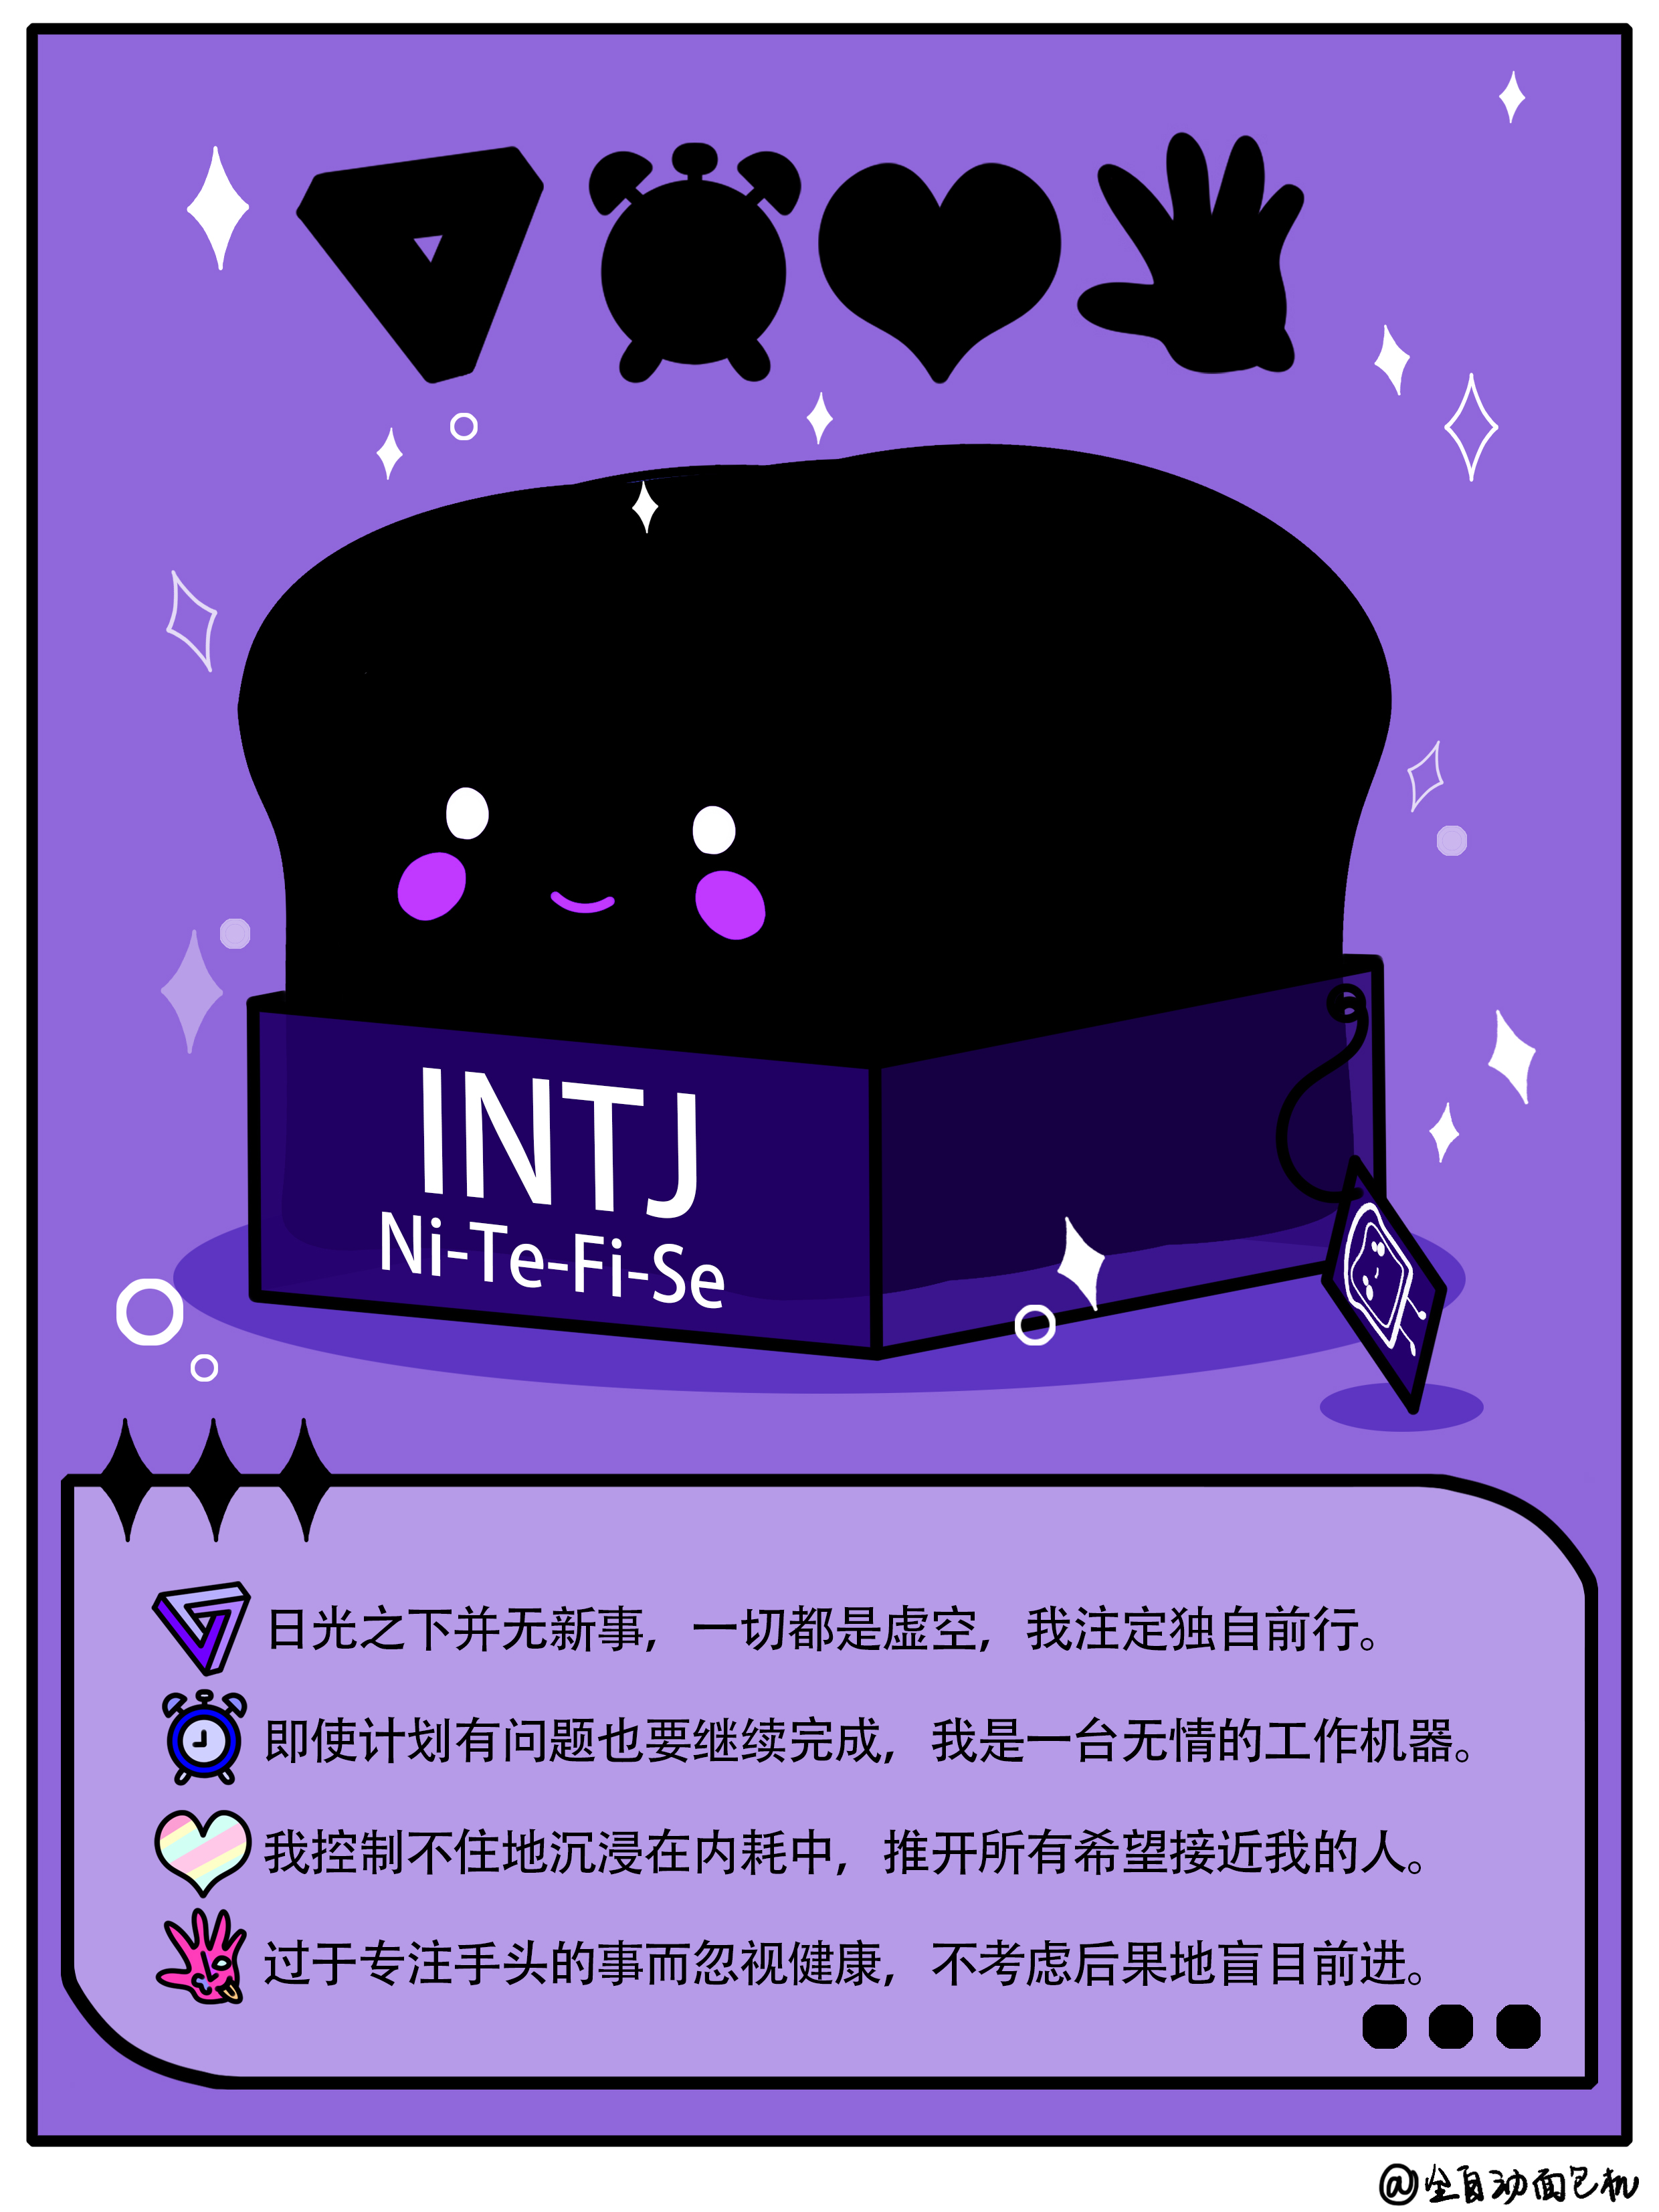 INTJ
Ni-Te-Fi-Se
日光之下并无新事，一切都是虚空，我注定独自前行。
即使计划有问题也要继续完成，我是一台无情的工作机器。
我控制不住地沉浸在内耗中，推开所有希望接近我的人。
过于专注手头的事而忽视健康，不考虑后果地盲目前进。
@全自动面包机